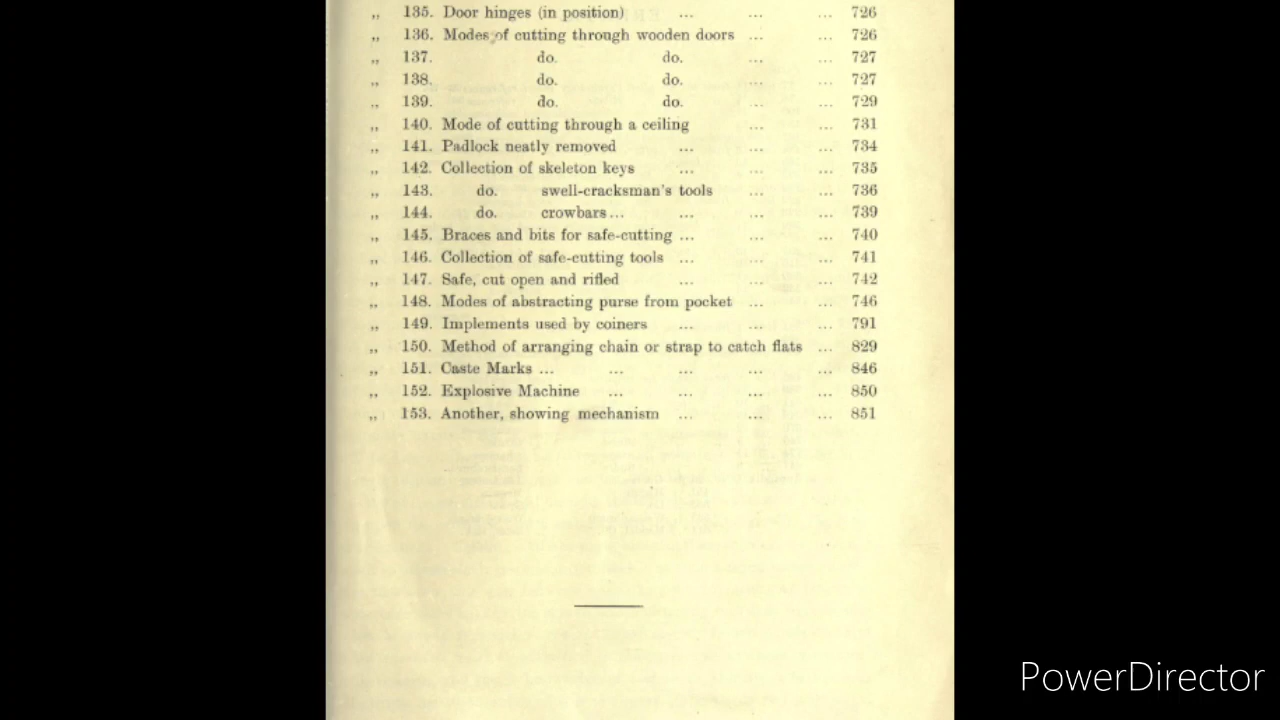 „ 135. Door hinges (in position) ... ... ... 726
„ 136. Modes of cutting through wooden doors ... ... 726
„ 137. do. do. ... ... 727
„ 138. do. do. ... ... 727
„ 139. do. do. ... ... 729
„ 140. Mode of cutting through a ceiling ... ... 731
„ 141. Padlock neatly removed ... ... ... 734
„ 142. Collection of skeleton keys ... ... ... 735
„ 143. do. swell-cracksman's tools ... ... 736
„ 144. do. crowbars ... ... ... ... 739
„ 145. Braces and bits for safe-cutting ... ... ... 740
„ 146. Collection of safe-cutting tools ... ... ... 741
„ 147. Safe, cut open and rifled ... ... ... 742
„ 148. Modes of abstracting purse from pocket ... ... 746
„ 149. Implements used by coiners ... ... ... 791
„ 150. Method of arranging chain or strap to catch flats ... 829
„ 151. Caste Marks ... ... ... ... ... 846
„ 152. Explosive Machine ... ... ... ... 850
„ 153. Another, showing mechanism ... ... ... 851
PowerDirector